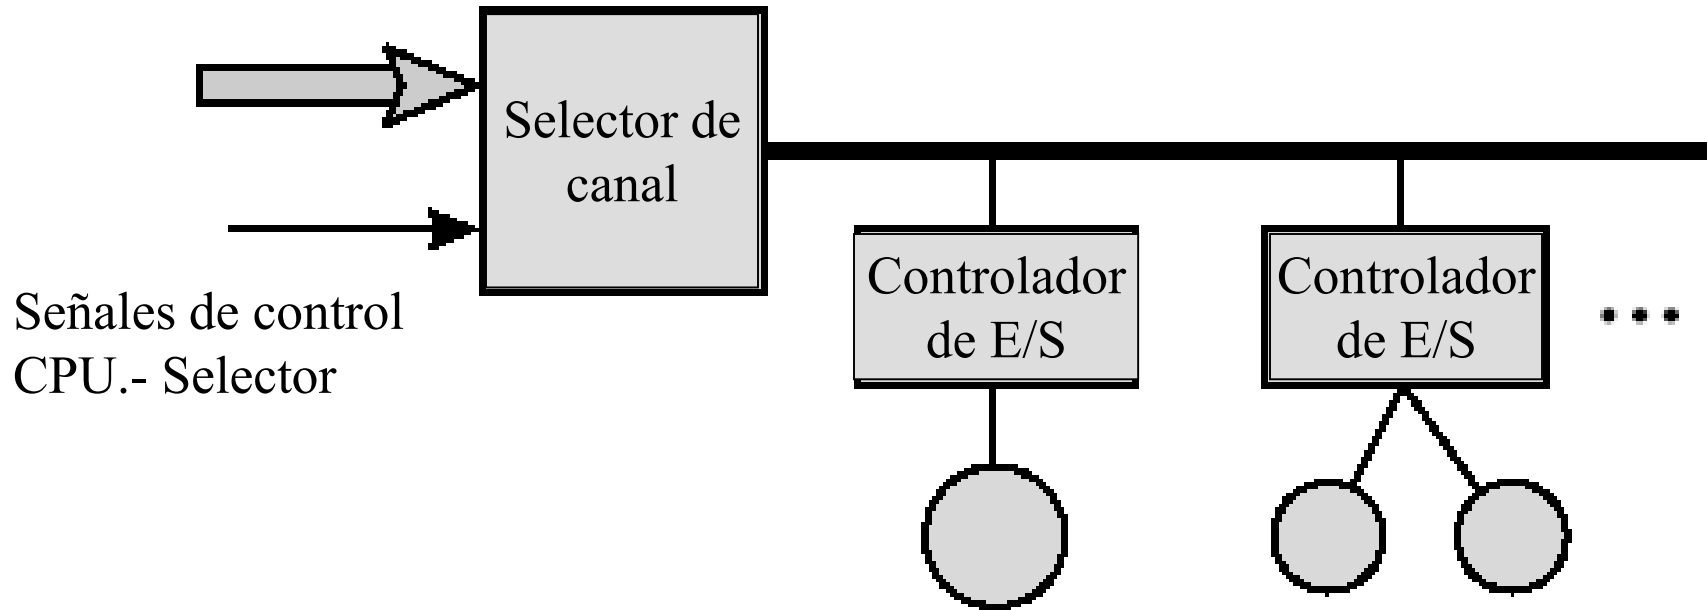 Selector de
canal
Señales de control
CPU.- Selector
Controlador
de E/S
Controlador
de E/S